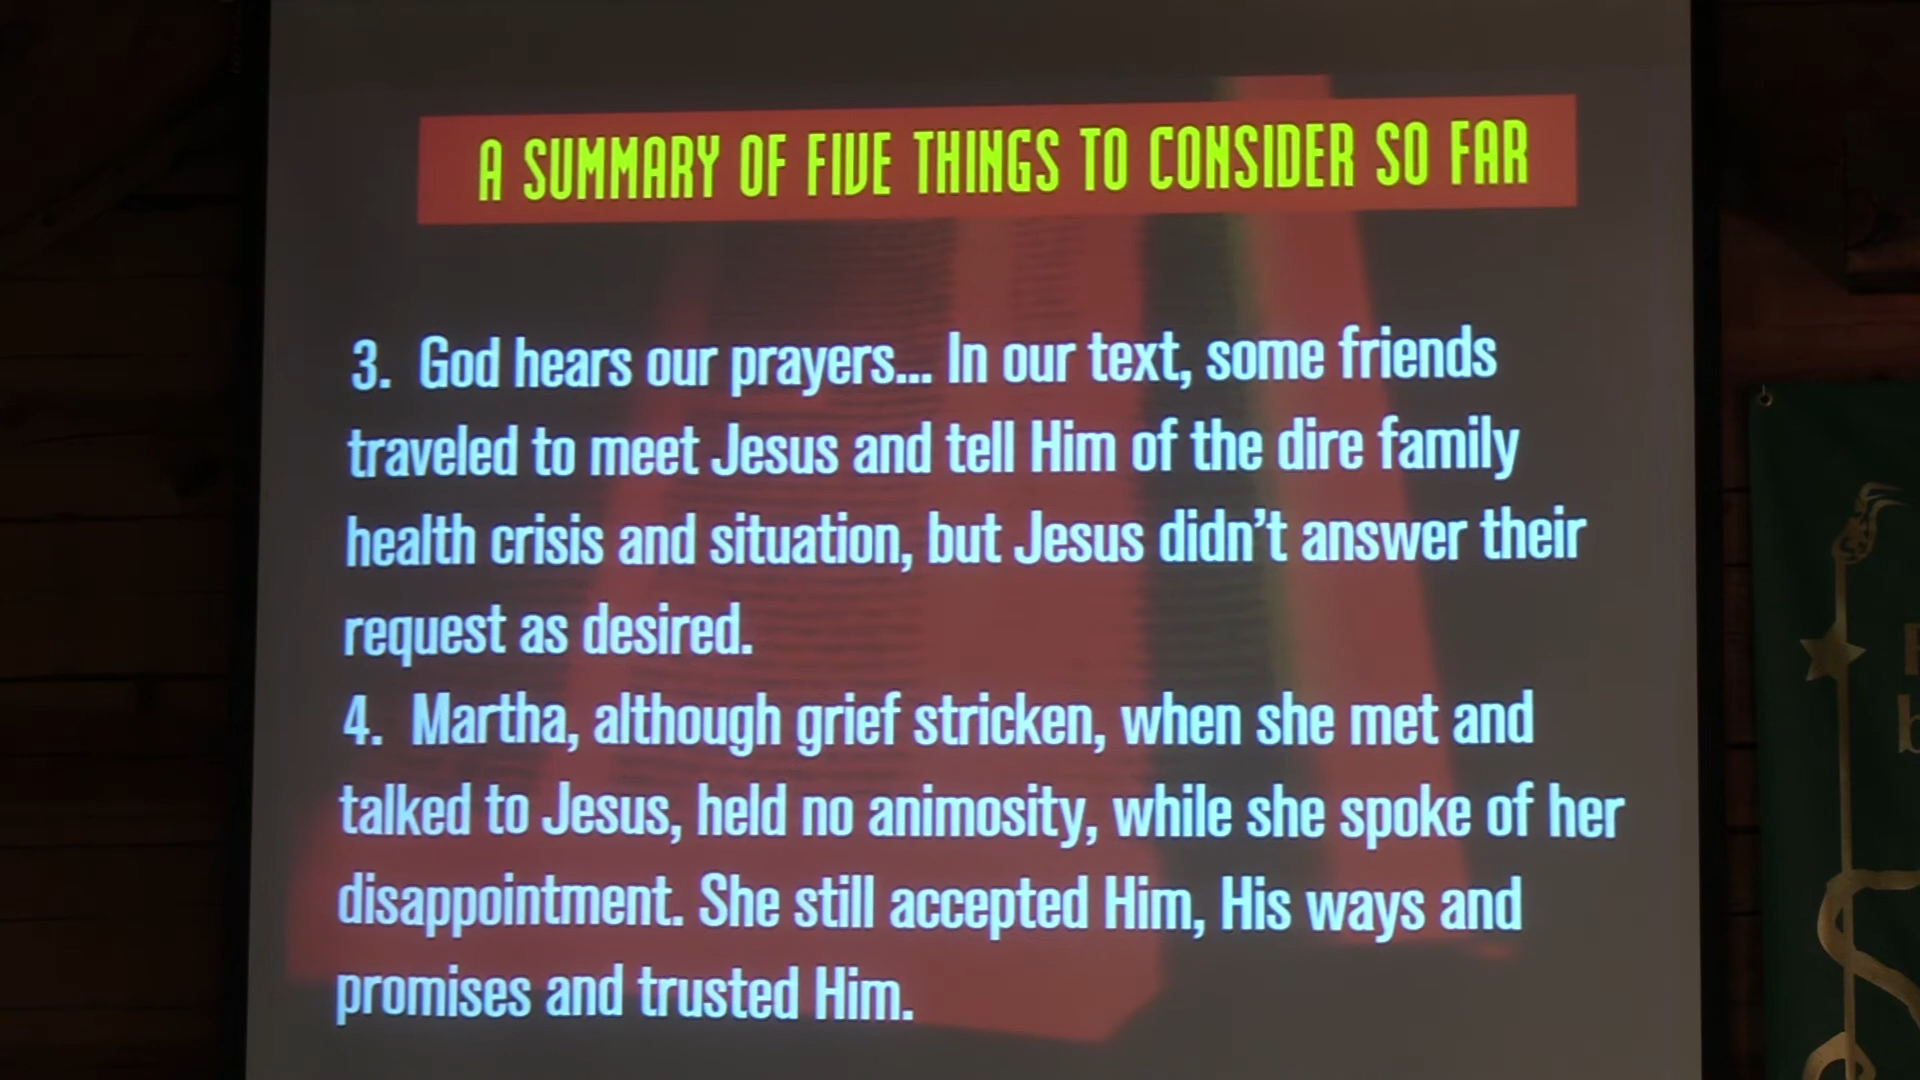 A SUMMARY OF FIVE THINGS TO CONSIDER SO FAR
3. God hears our prayers... In our text, some friends
traveled to meet Jesus and tell Him of the dire family
health crisis and situation, but Jesus didn't answer their
request as desired.
4. Martha, although grief stricken, when she met and
talked to Jesus, held no animosity, while she spoke of her
disappointment. She still accepted Him, His ways and
promises and trusted Him.